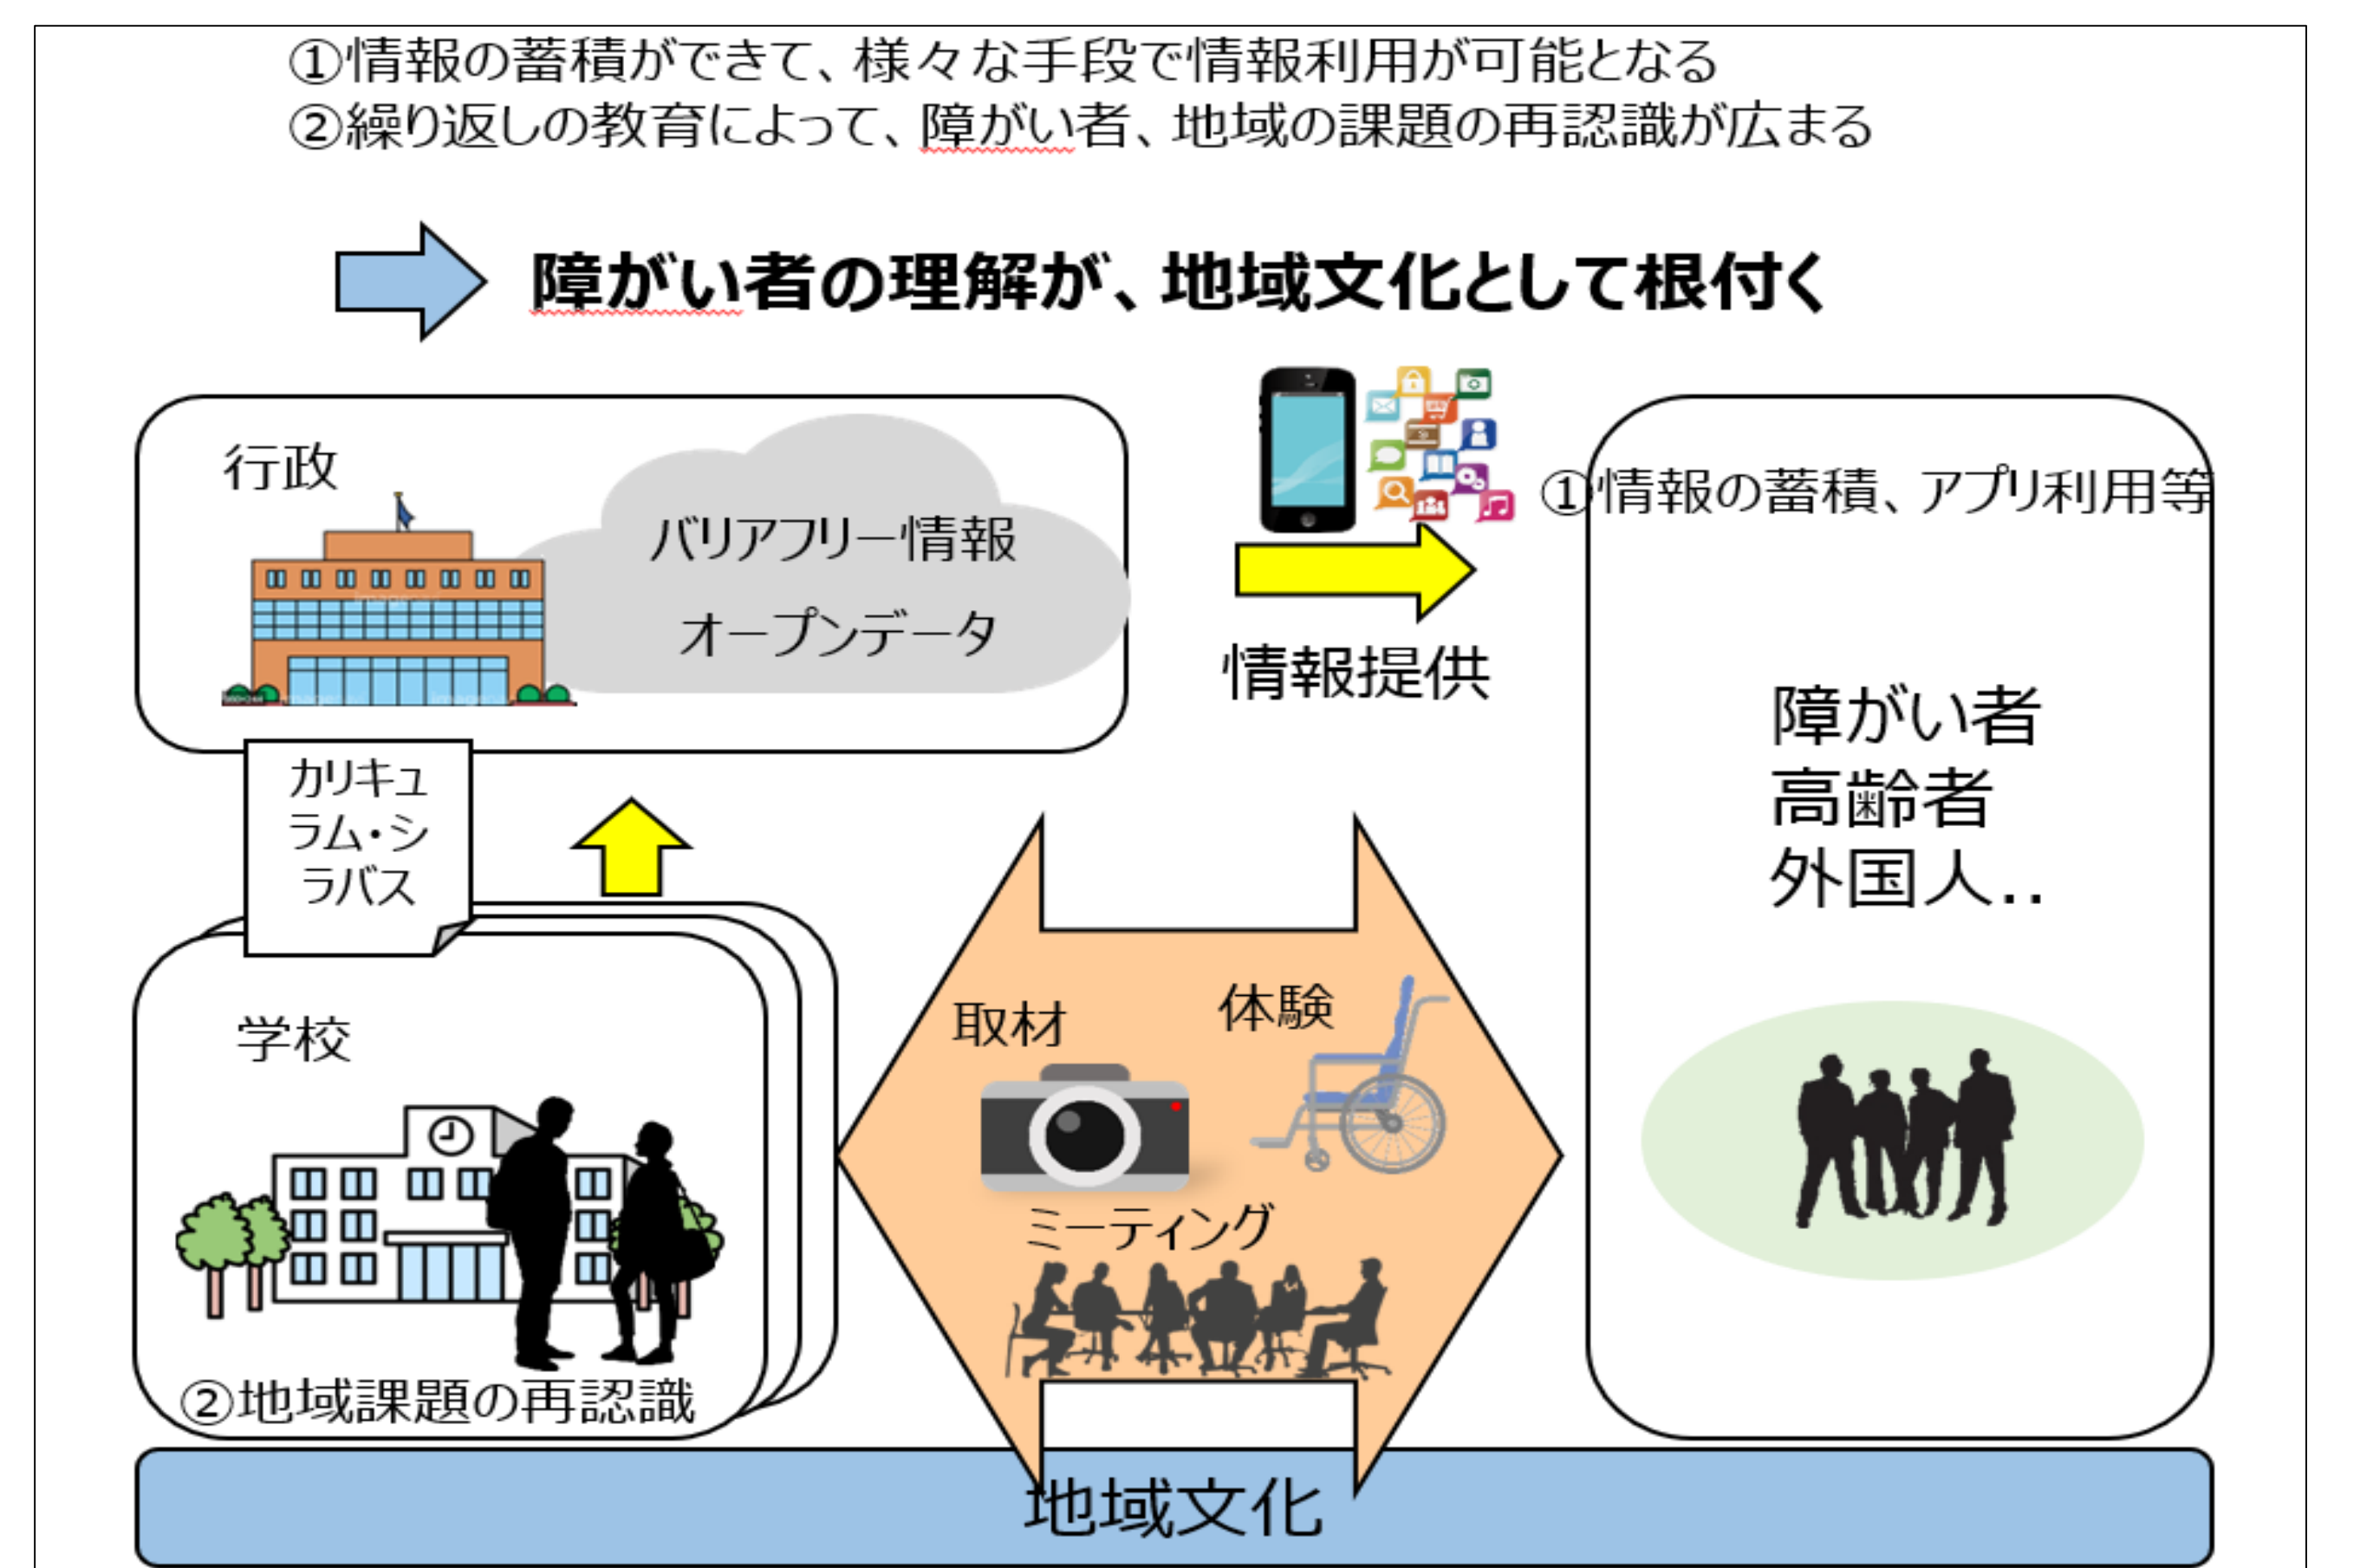 ①情報の蓄積ができて、様々な手段で情報利用が可能となる
②繰り返しの教育によって、障がい者、地域の課題の再認識が広まる
障がい者の理解が、地域文化として根付く
行政
バリアフリー情報
オープンデータ
情報提供
①情報の蓄積、アプリ利用等
障がい者
高齢者
外国人‥
カリキュ
ラム・シ
ラバス
学校
②地域課題の再認識
取材
体験
ミーティング
地域文化